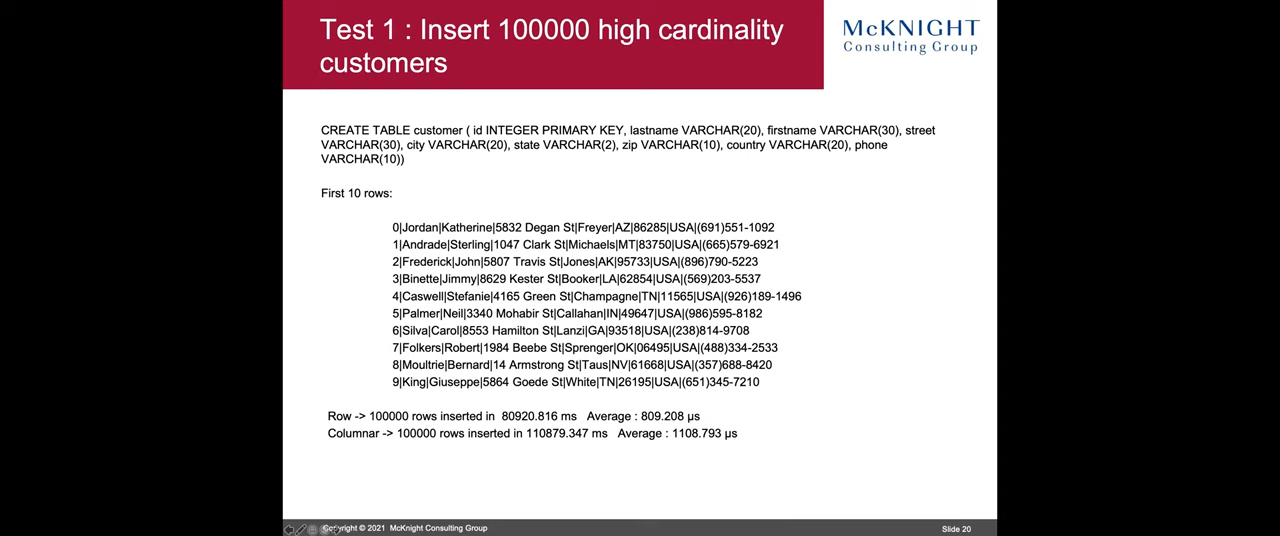 Test 1 : Insert 100000 high cardinality
customers
McKNIGHT
Consulting Group
CREATE TABLE customer ( id INTEGER PRIMARY KEY, lastname VARCHAR(20), firstname VARCHAR(30), street
VARCHAR(30), city VARCHAR(20), state VARCHAR(2), zip VARCHAR(10), country VARCHAR(20), phone
VARCHAR(10))
First 10 rows:
0|Jordan|Katherine|5832 Degan St|Freyer|AZ|86285|USA|(691)551-1092
1|Andrade|Sterling|1047 Clark St|Michaels|MT|83750|USA|(665)579-6921
2|Frederick|John|5807 Travis St|Jones|AK|95733|USA|(896)790-5223
3|Binette|Jimmy|8629 Kester St|Booker|LA|62854|USA|(569)203-5537
4|Caswell|Stefanie|4165 Green St|Champagne|TN|11565|USA|(926)189-1496
5|Palmer|Neil|3340 Mohabir St|Callahan|IN|49647|USA|(986)595-8182
6|Silva|Carol|8553 Hamilton St|Lanzi|GA|93518|USA|(238)814-9708
7|Folkers|Robert|1984 Beebe St|Sprenger|OK|06495|USA|(488)334-2533
8|Moultrie|Bernard|14 Armstrong St|Taus|NV|61668|USA|(357)688-8420
9|King|Giuseppe|5864 Goede St|White|TN|26195|USA|(651)345-7210
Row -> 100000 rows inserted in 80920.816 ms Average : 809.208 µs
Columnar -> 100000 rows inserted in 110879.347 ms Average : 1108.793 µs
Copyright © 2021 McKnight Consulting Group
Slide 20